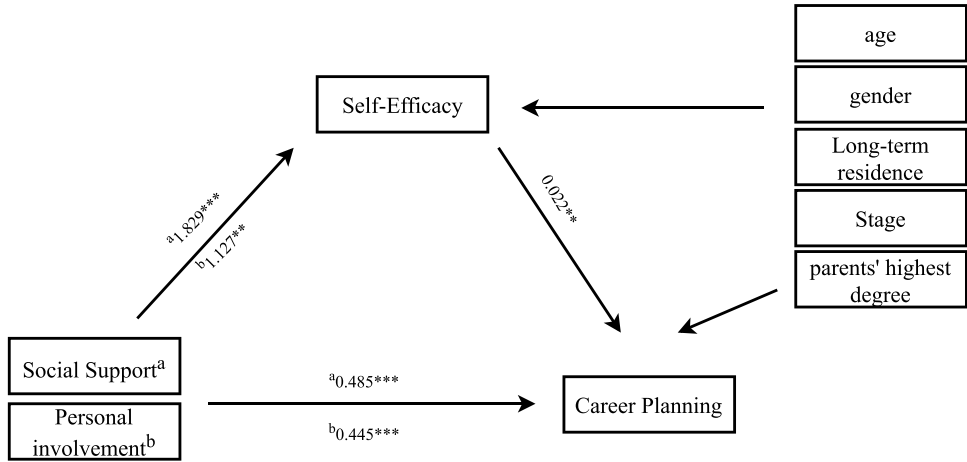 age
gender
Long-term
residence
Stage
parents' highest
degree
Self-Efficacy
a1.829***
b1.127**
0.022**
Social Supporta
Personal
involvementb
a0.485***
b0.445***
Career Planning